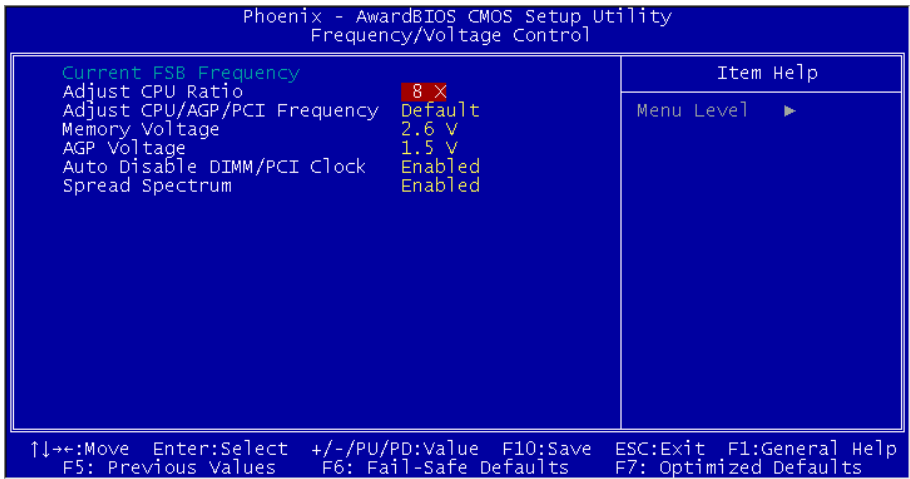 Phoenix - AwardBIOS CMOS Setup Utility
Frequency/Voltage Control
Current FSB Frequency
Adjust CPU Ratio 8 X
Adjust CPU/AGP/PCI Frequency Default
Memory Voltage 2.6 V
AGP Voltage 1.5 V
Auto Disable DIMM/PCI Clock Enabled
Spread Spectrum Enabled
Item Help
Menu Level ►
↑↓→←:Move Enter:Select +/-/PU/PD:Value F10:Save ESC:Exit F1:General Help
F5: Previous Values F6: Fail-Safe Defaults F7: Optimized Defaults